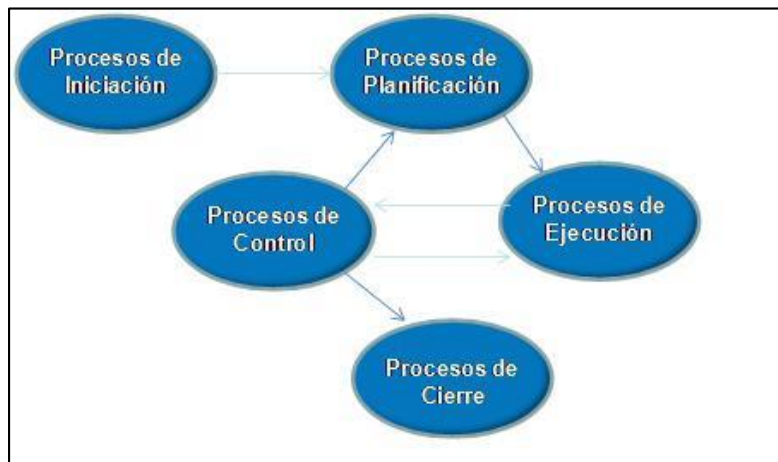 Procesos de
Iniciación
Procesos de
Planificación
Procesos de
Control
Procesos de
Ejecución
Procesos de
Cierre